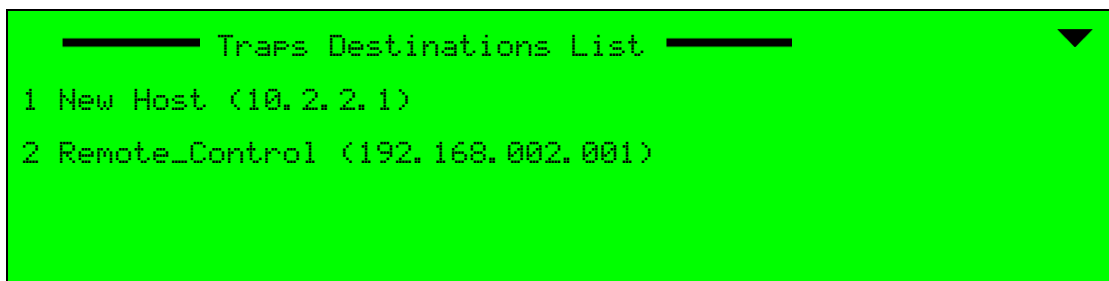 Traps Destinations List
1 New Host (10.2.2.1)
2 Remote_Control (192.168.002.001)